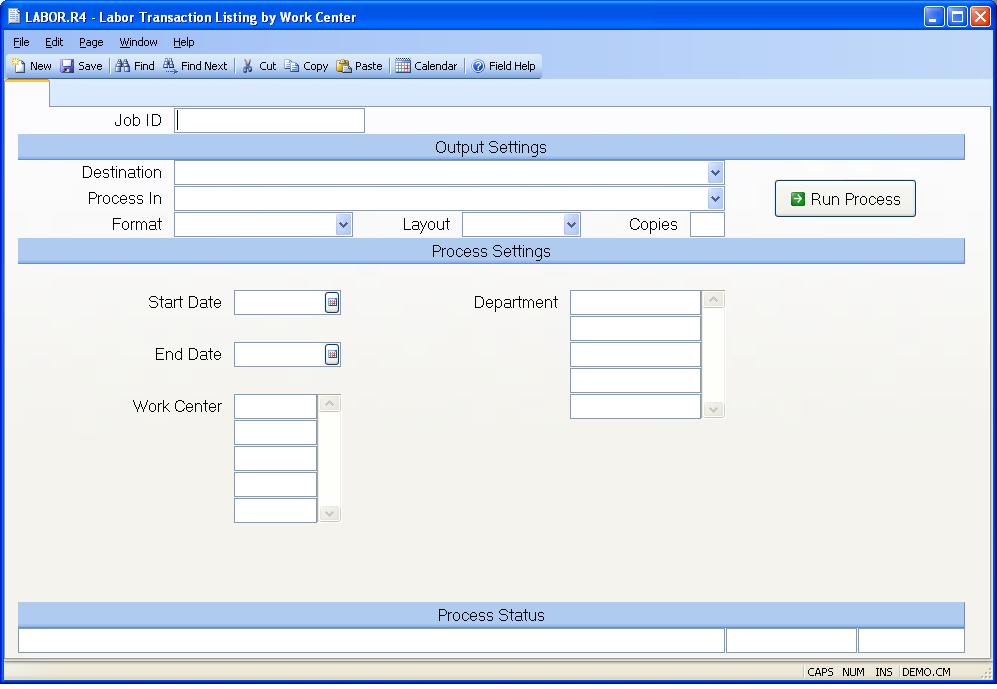 LABOR.R4 - Labor Transaction Listing by Work Center
File Edit Page Window Help
New Save Find Find Next Cut Copy Paste Calendar Field Help
Job ID
Output Settings
Destination
Process In
Run Process
Format Layout Copies
Process Settings
Start Date Department
End Date
Work Center
Process Status
CAPS NUM INS DEMO.CM